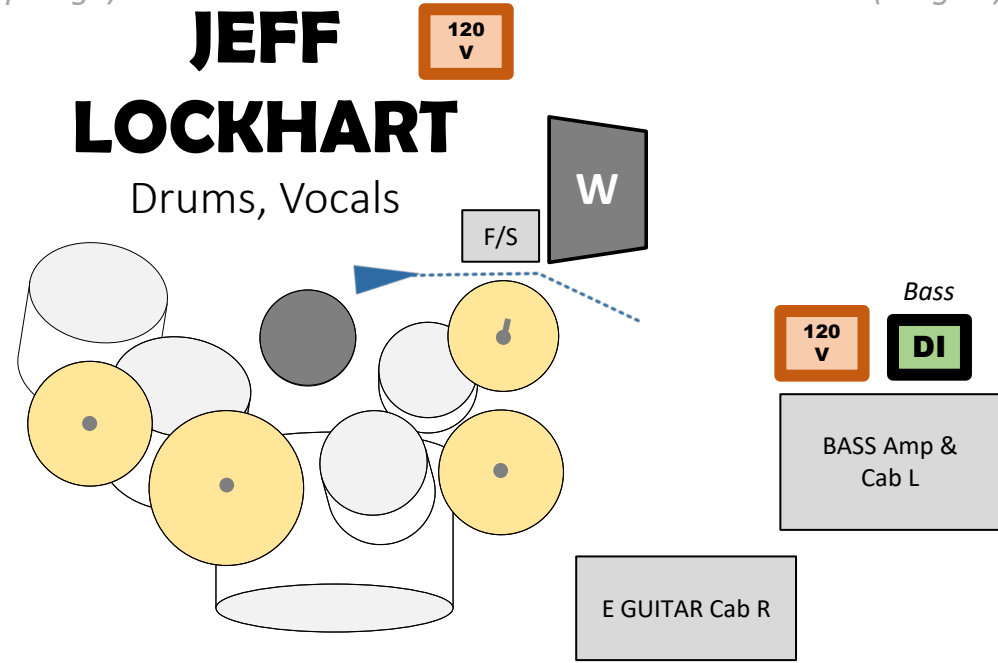 JEFF
120
V
LOCKHART
Drums, Vocals
W
F/S
Bass
120
V
DI
BASS Amp &
Cab L
E GUITAR Cab R